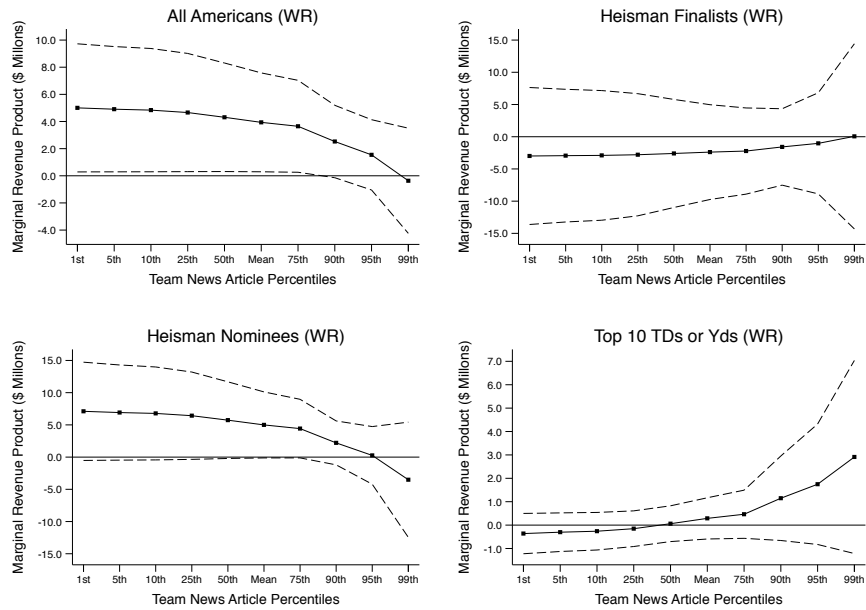 All Americans (WR)
Marginal Revenue Product ($ Millons)
10.0
8.0
6.0
4.0
2.0
0.0
-2.0
-4.0
1st 5th 10th 25th 50th Mean 75th 90th 95th 99th
Team News Article Percentiles
Heisman Finalists (WR)
Marginal Revenue Product ($ Millons)
15.0
10.0
5.0
0.0
-5.0
-10.0
-15.0
1st 5th 10th 25th 50th Mean 75th 90th 95th 99th
Team News Article Percentiles
Heisman Nominees (WR)
Marginal Revenue Product ($ Millons)
15.0
10.0
5.0
0.0
-5.0
-10.0
-15.0
1st 5th 10th 25th 50th Mean 75th 90th 95th 99th
Team News Article Percentiles
Top 10 TDs or Yds (WR)
Marginal Revenue Product ($ Millons)
7.0
6.0
5.0
4.0
3.0
2.0
1.0
0.0
-1.0
1st 5th 10th 25th 50th Mean 75th 90th 95th 99th
Team News Article Percentiles